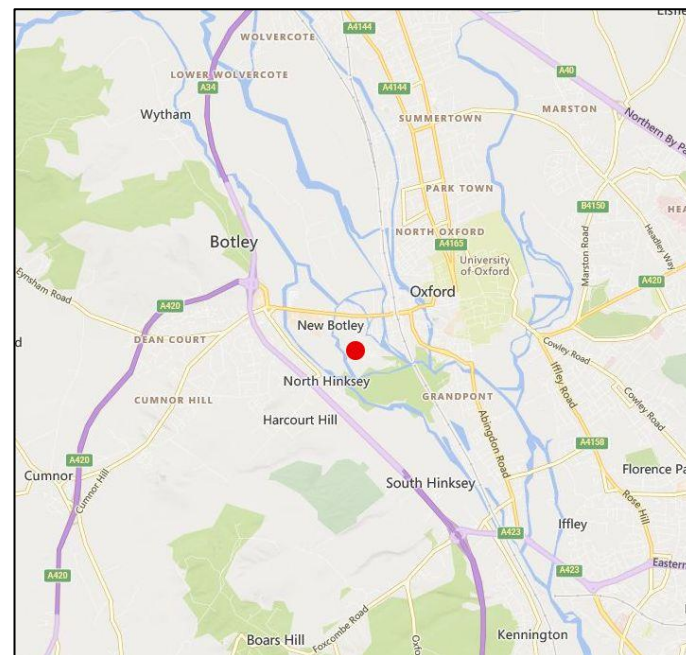 Elsfi
A4144
WOLVERCOTE
A40
LOWER WOLVERCOTE
A34
A4144
Wytham
MARSTON
SUMMERTOWN
Northern By Pa
PARK TOWN
HEA
B4150
NORTH OXFORD
Botley
A4165
Marston Road
Headley Way
University
of Oxford
Eynsham Road
A420
A420
Oxford
New Botley
DEAN COURT
d
Cowley Road
North Hinksey
Iffley Road
CUMNOR HILL
GRANDPONT
Cowley Road
Harcourt Hill
Abingdon Road
A4158
A420
Cumnor
Cumnor Hill
Florence Pa
South Hinksey
Rose Hill
Iffley
A423
A423
Eastern
A420
Foxcombe Road
Boars Hill
Oxfo
Kennington